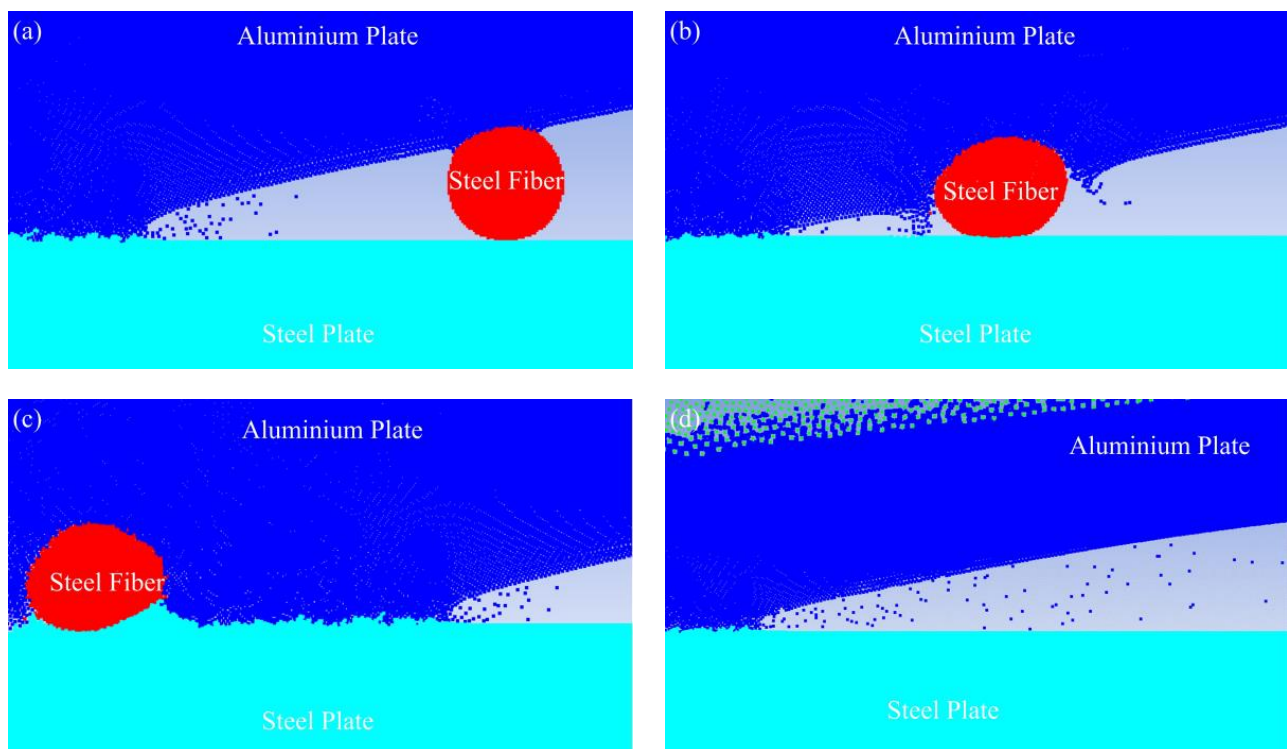 (a)
Aluminium Plate
Steel Fiber
Steel Plate
(b)
Aluminium Plate
Steel Fiber
Steel Plate
(c)
Aluminium Plate
Steel Fiber
Steel Plate
(d)
Aluminium Plate
Steel Plate